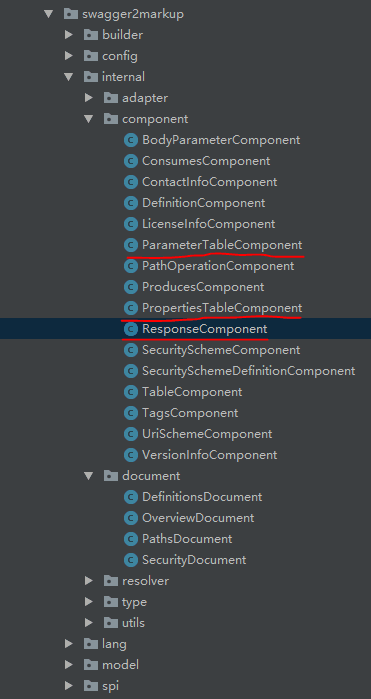 swagger2markup
builder
config
internal
adapter
component
BodyParameterComponent
ConsumesComponent
ContactInfoComponent
DefinitionComponent
LicenseInfoComponent
ParameterTableComponent
PathOperationComponent
ProducesComponent
PropertiesTableComponent
ResponseComponent
SecuritySchemeComponent
SecuritySchemeDefinitionComponent
TableComponent
TagsComponent
UriSchemeComponent
VersionInfoComponent
document
DefinitionsDocument
OverviewDocument
PathsDocument
SecurityDocument
resolver
type
utils
lang
model
spi